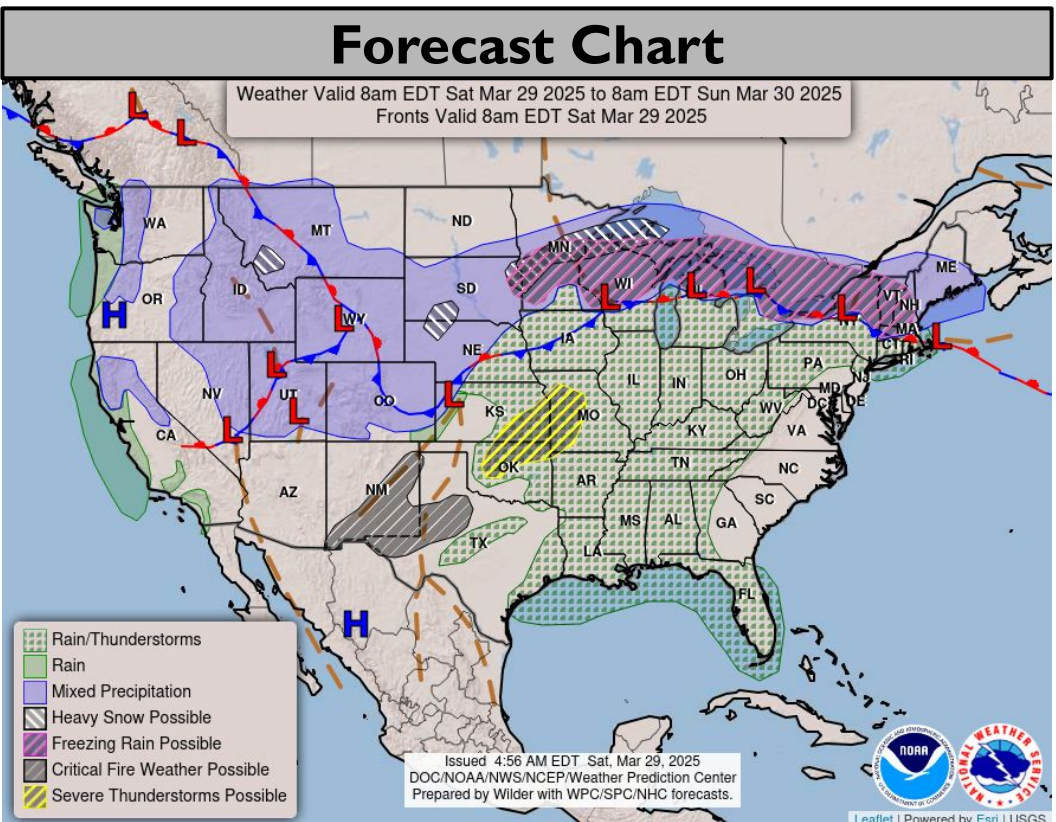 Forecast Chart
Weather Valid 8am EDT Sat Mar 29 2025 to 8am EDT Sun Mar 30 2025
Fronts Valid 8am EDT Sat Mar 29 2025
L
L
WA
MT
ND
MN
ME
OR
ID
SD
WI
L
L
L
VT
NH
H
L
WY
L
NY
MA
L
CT
RI
NE
IA
PA
NJ
L
NV
UT
CO
L
KS
IL
IN
OH
MD
DE
DC
L
MO
WV
VA
CA
L
KY
AZ
NM
OK
AR
TN
NC
SC
TX
MS
AL
GA
LA
FL
H
Rain/Thunderstorms
Rain
Mixed Precipitation
Heavy Snow Possible
Freezing Rain Possible
Critical Fire Weather Possible
Severe Thunderstorms Possible
Issued 4:56 AM EDT Sat, Mar 29, 2025
DOC/NOAA/NWS/NCEP/Weather Prediction Center
Prepared by Wilder with WPC/SPC/NHC forecasts.
NOAA
NATIONAL WEATHER SERVICE
Leaflet | Powered by Esri | USGS